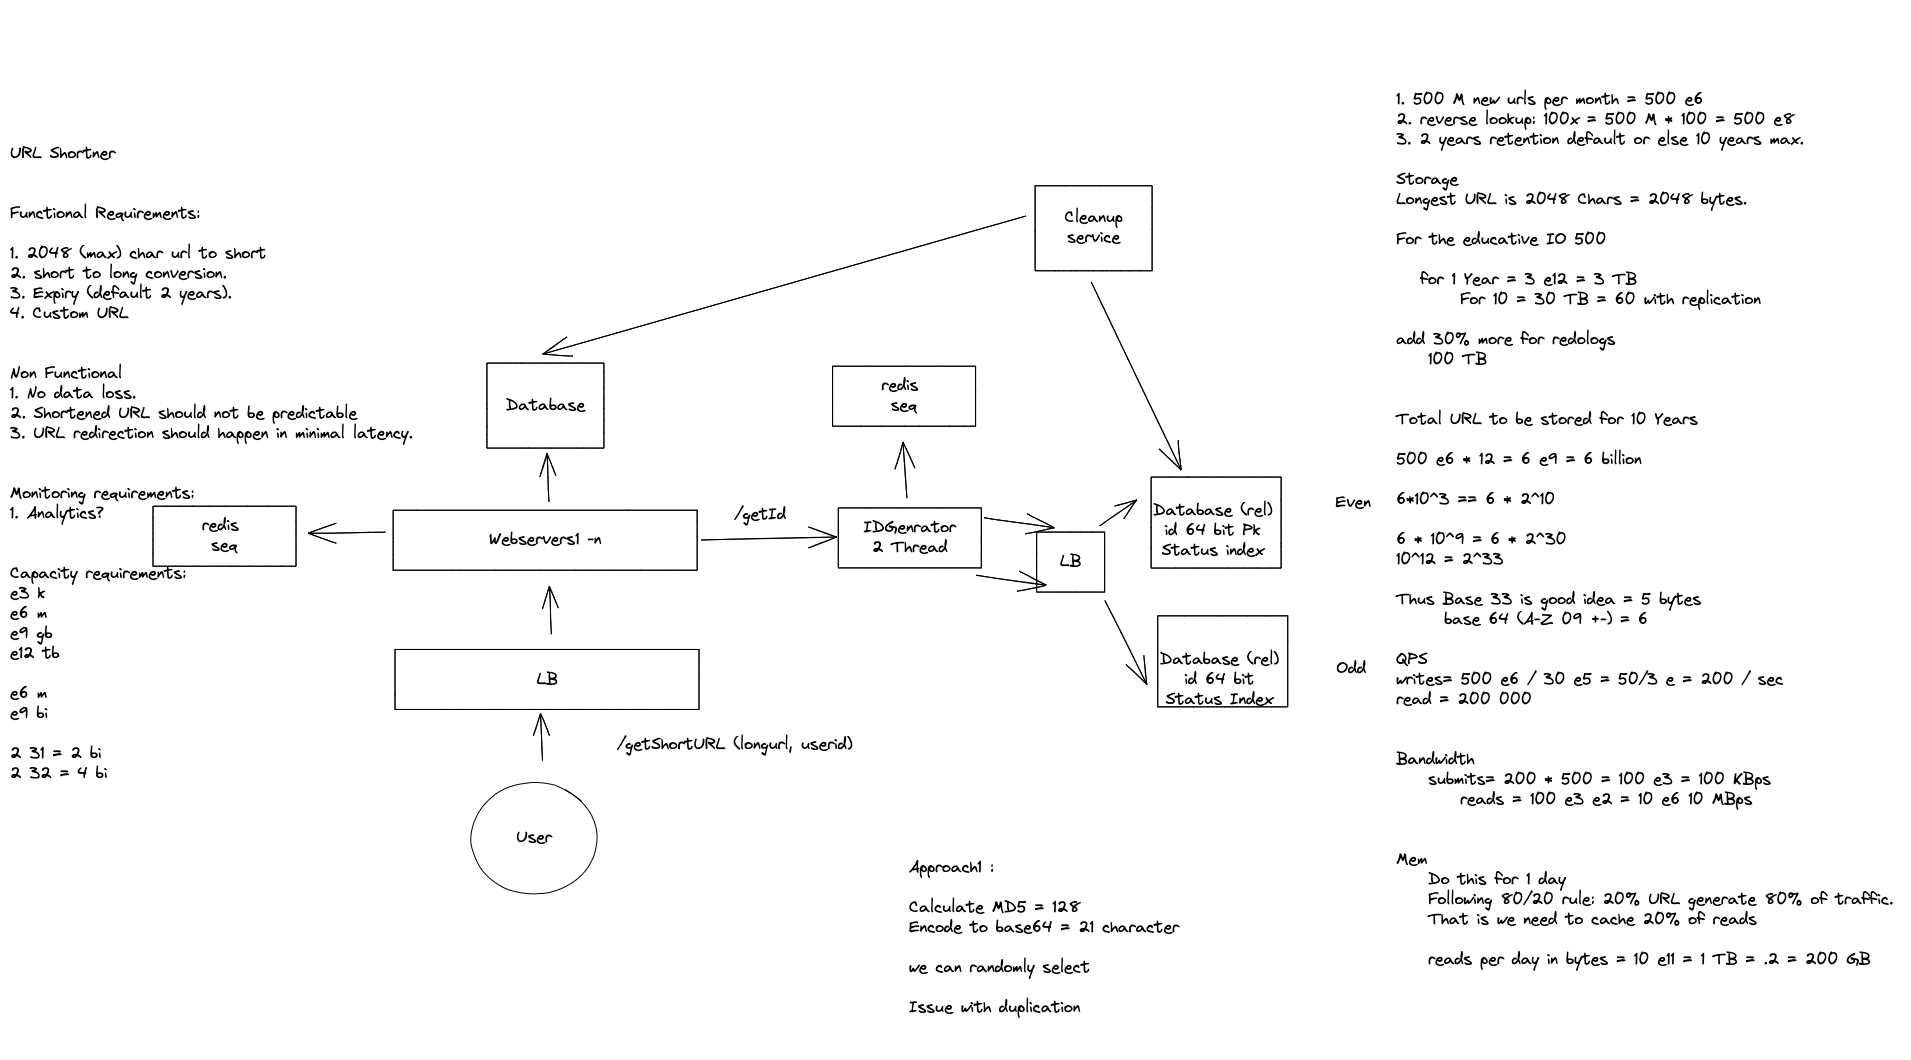 URL Shortner
Functional Requirements:
1. 2048 (max) char url to short
2. short to long conversion.
3. Expiry (default 2 years).
4. Custom URL
Non Functional
1. No data loss.
2. Shortened URL should not be predictable
3. URL redirection should happen in minimal latency.
Monitoring requirements:
1. Analytics?
Capacity requirements:
e3 k
e6 m
e9 gb
e12 tb
e6 m
e9 bi
2 31 = 2 bi
2 32 = 4 bi
redis
seq
Database
Webservers1 -n
LB
User
/getShortURL (longurl, userid)
/getId
Cleanup
service
redis
seq
IDGenrator
2 Thread
LB
Database (rel)
id 64 bit Pk
Status index
Even
Database (rel)
id 64 bit
Status Index
Odd
Approach1 :
Calculate MD5 = 128
Encode to base64 = 21 character
we can randomly select
Issue with duplication
1. 500 M new urls per month = 500 e6
2. reverse lookup: 100x = 500 M * 100 = 500 e8
3. 2 years retention default or else 10 years max.
Storage
Longest URL is 2048 Chars = 2048 bytes.
For the educative IO 500
for 1 Year = 3 e12 = 3 TB
For 10 = 30 TB = 60 with replication
add 30% more for redologs
100 TB
Total URL to be stored for 10 Years
500 e6 * 12 = 6 e9 = 6 billion
6*10^3 == 6 * 2^10
6 * 10^9 = 6 * 2^30
10^12 = 2^33
Thus Base 33 is good idea = 5 bytes
base 64 (A-Z 09 +-) = 6
QPS
writes= 500 e6 / 30 e5 = 50/3 e = 200 / sec
read = 200 000
Bandwidth
submits= 200 * 500 = 100 e3 = 100 KBps
reads = 100 e3 e2 = 10 e6 10 MBps
Mem
Do this for 1 day
Following 80/20 rule: 20% URL generate 80% of traffic.
That is we need to cache 20% of reads
reads per day in bytes = 10 e11 = 1 TB = .2 = 200 GB